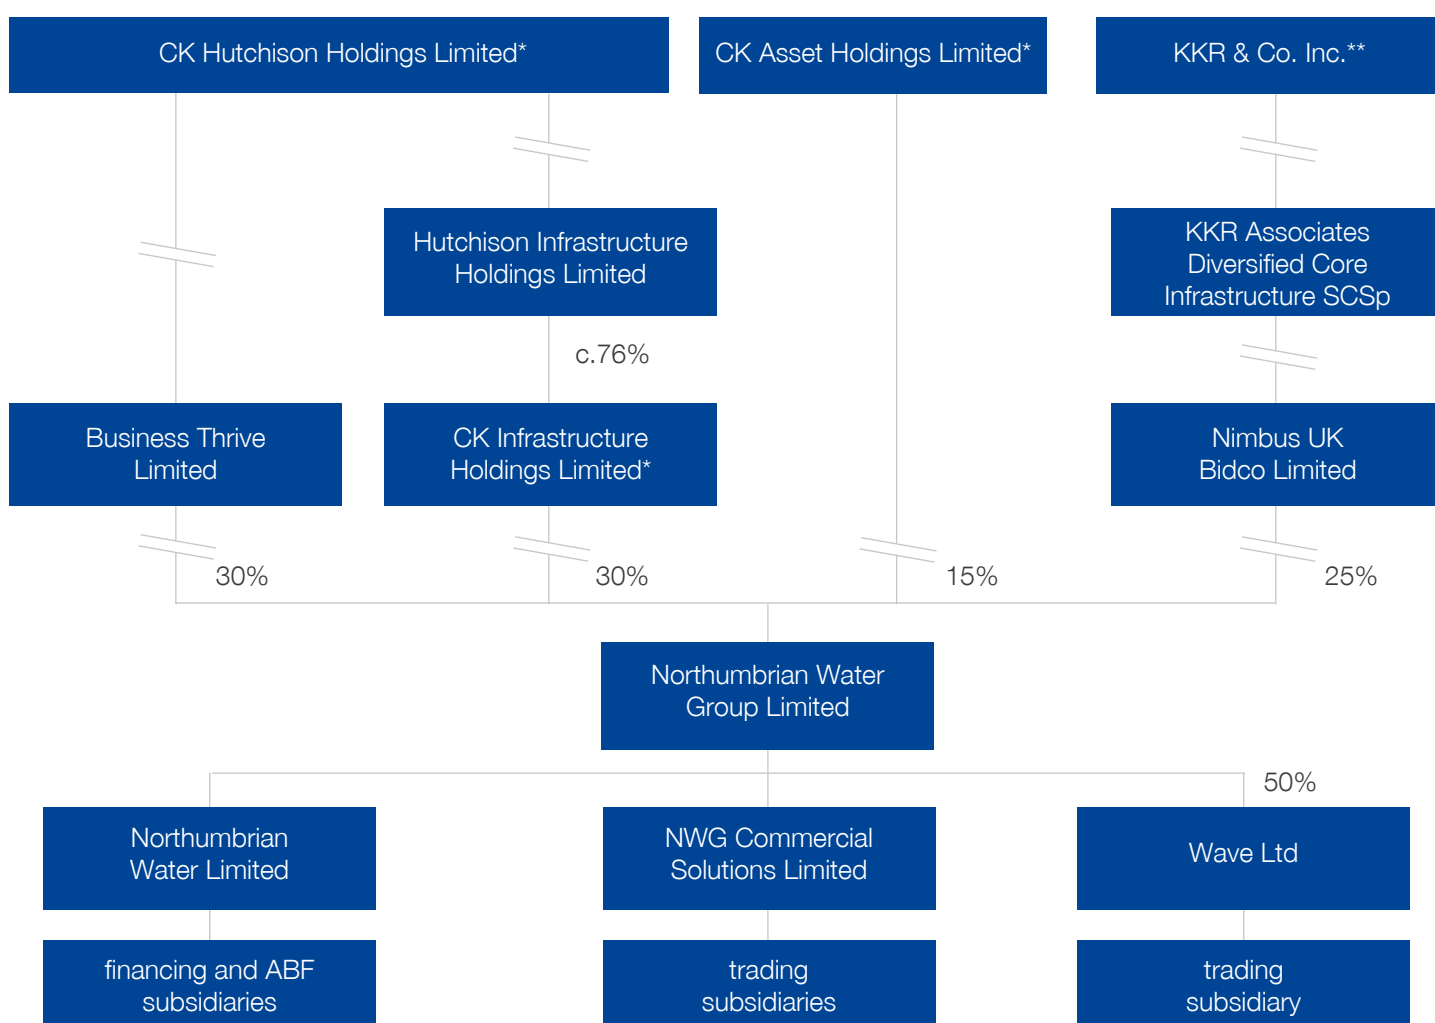 CK Hutchison Holdings Limited*
CK Asset Holdings Limited*
KKR & Co. Inc.**
Hutchison Infrastructure
Holdings Limited
KKR Associates
Diversified Core
Infrastructure SCSp
c.76%
Business Thrive
Limited
CK Infrastructure
Holdings Limited*
Nimbus UK
Bidco Limited
30%
30%
15%
25%
Northumbrian Water
Group Limited
50%
Northumbrian
Water Limited
NWG Commercial
Solutions Limited
Wave Ltd
financing and ABF
subsidiaries
trading
subsidiaries
trading
subsidiary